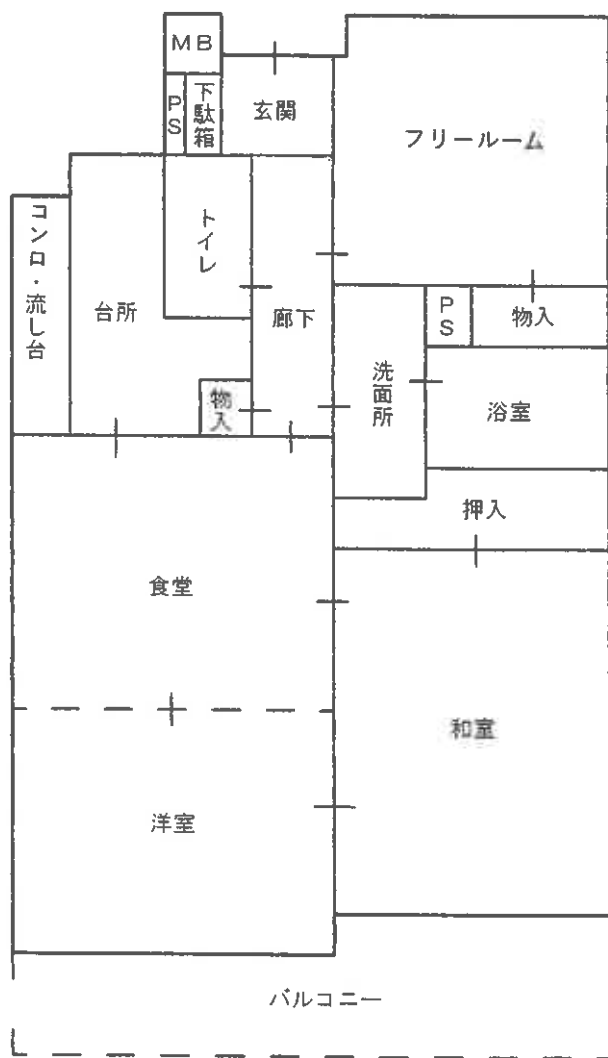 MB
PS
下駄箱
玄関
フリールーム
コンロ・流し台
台所
トイレ
廊下
物入
洗面所
PS
物入
浴室
押入
食堂
和室
洋室
バルコニー